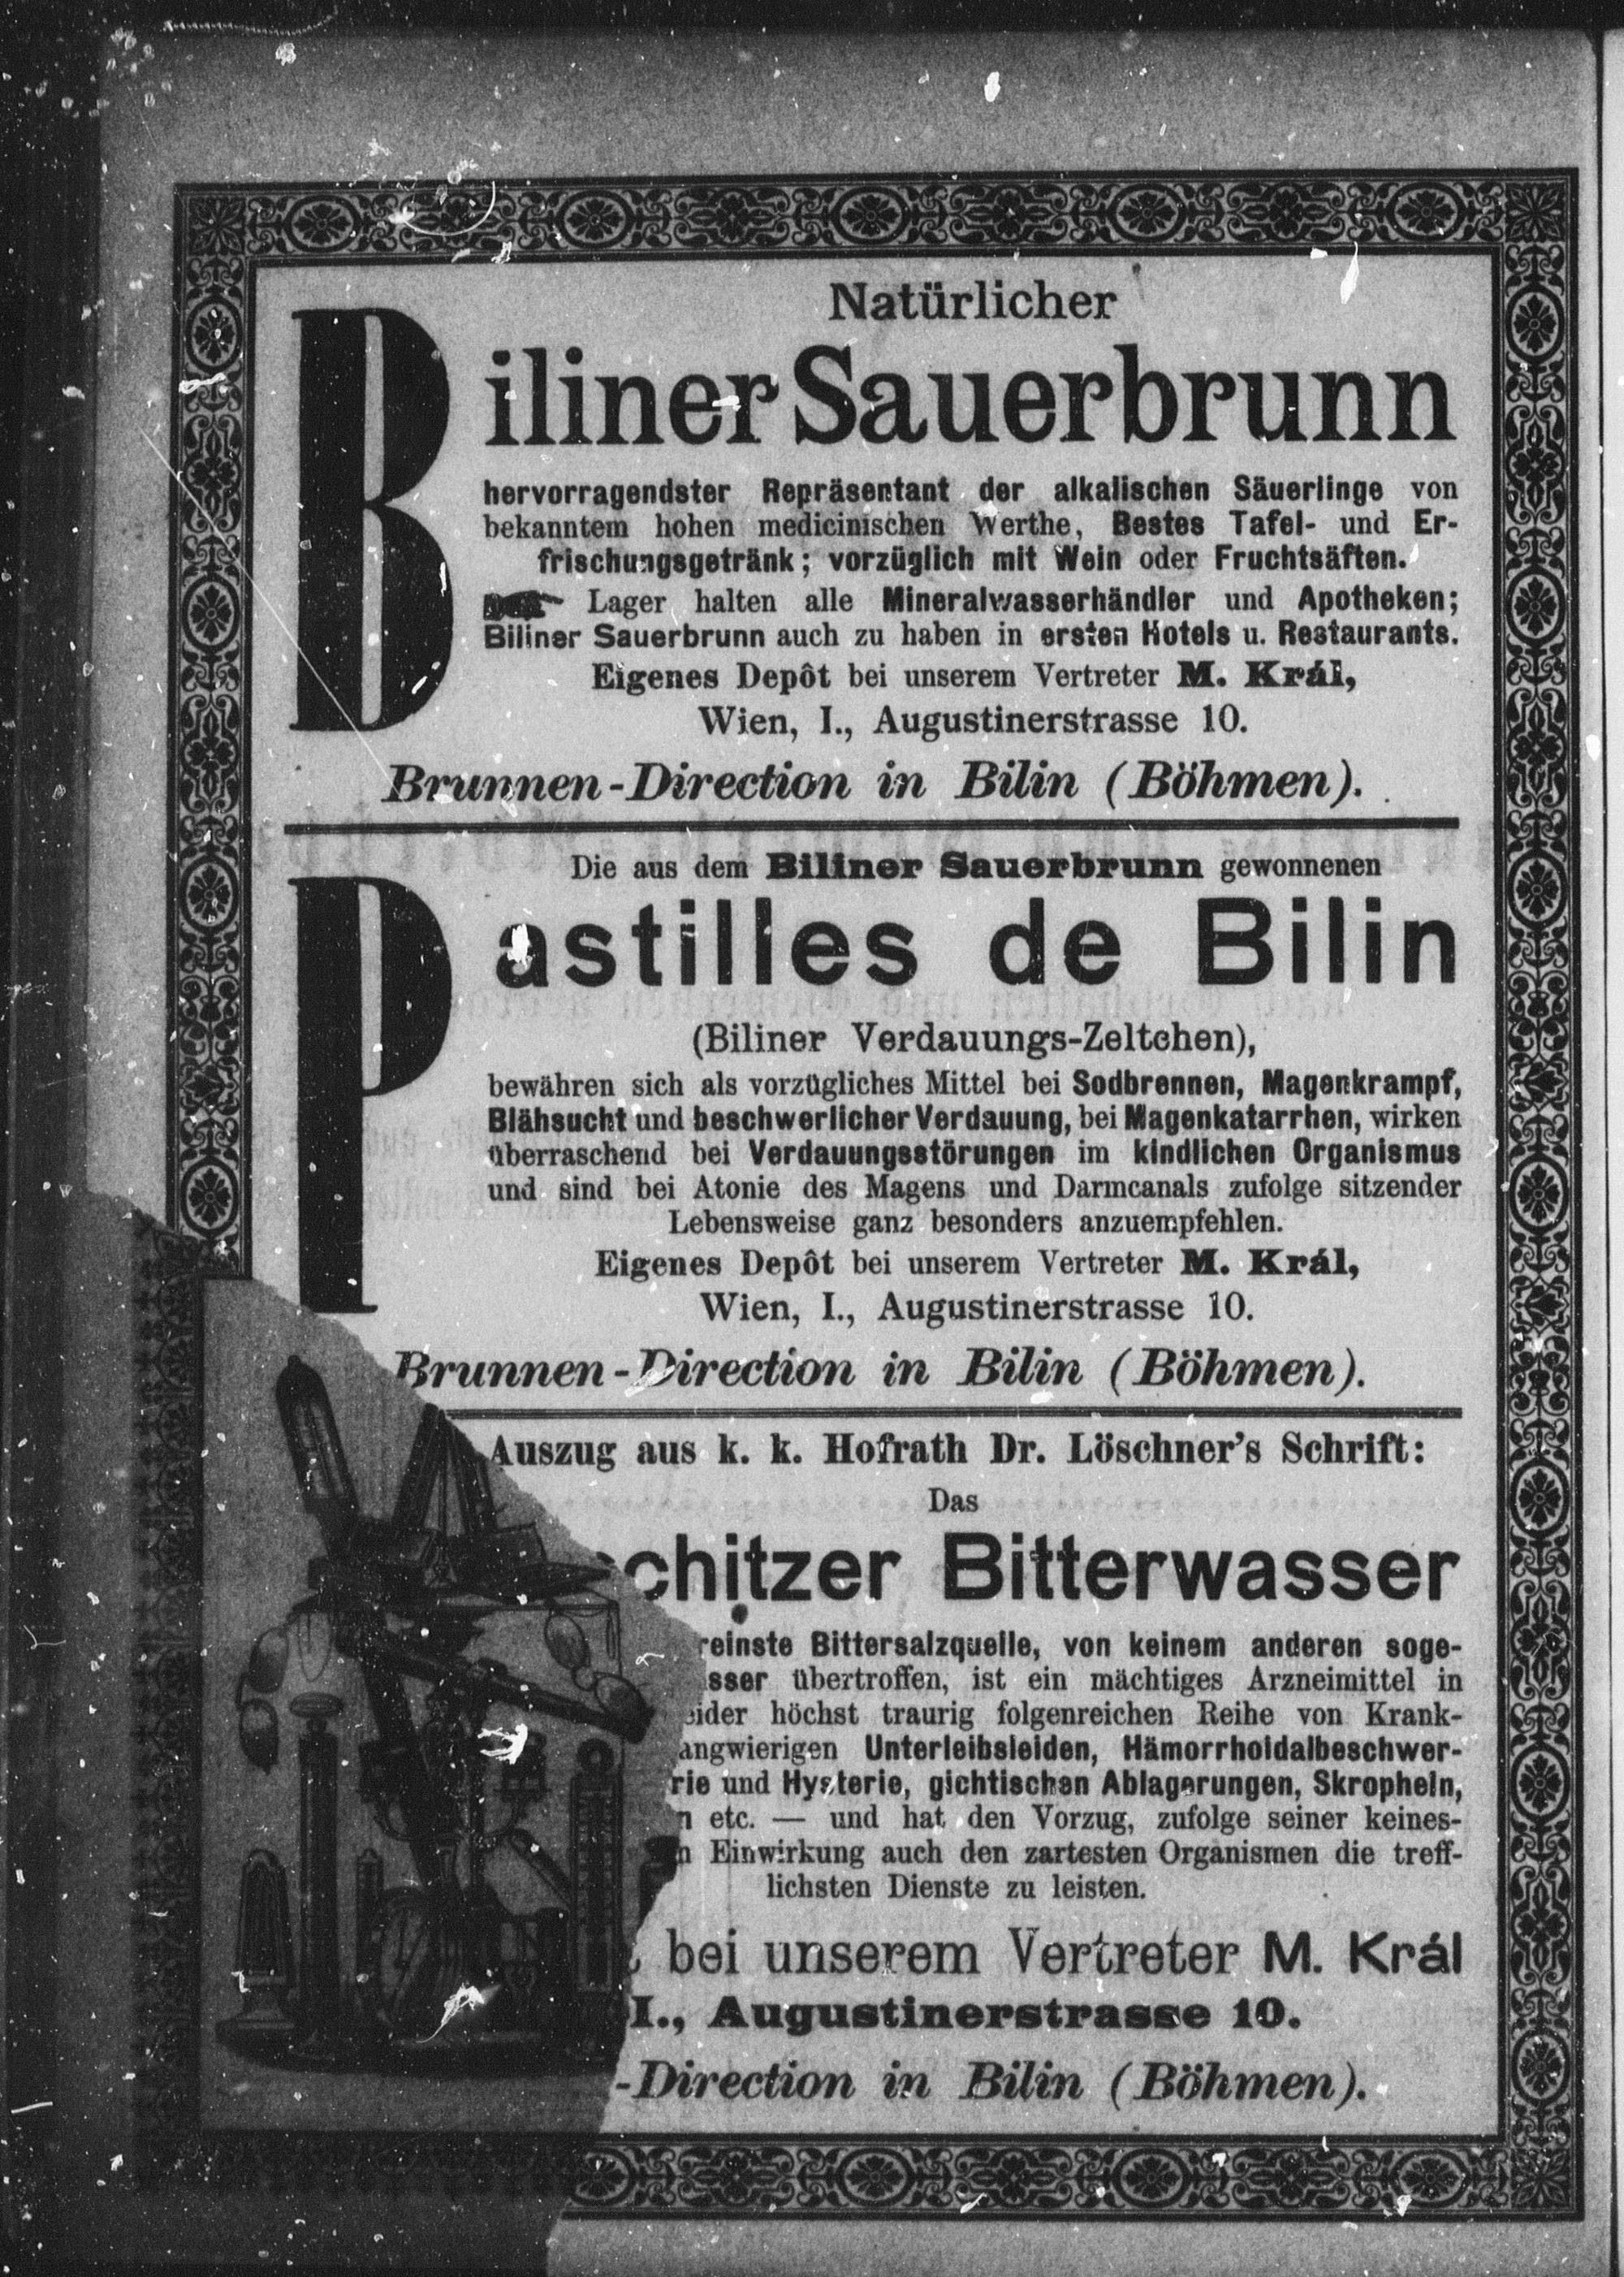 Natürlicher
Biliner Sauerbrunn
hervorragendster Repräsentant der alkalischen Säuerlinge von
bekanntem hohen medicinischen Werthe, Bestes Tafel- und Er-
frischungsgetränk; vorzüglich mit Wein oder Fruchtsäften.
Lager halten alle Mineralwasserhändler und Apotheken;
Biliner Sauerbrunn auch zu haben in ersten Hotels u. Restaurants.
Eigenes Depôt bei unserem Vertreter M. Král,
Wien, I., Augustinerstrasse 10.
Brunnen-Direction in Bilin (Böhmen).
Die aus dem Biliner Sauerbrunn gewonnenen
Pastilles de Bilin
(Biliner Verdauungs-Zeltchen),
bewähren sich als vorzügliches Mittel bei Sodbrennen, Magenkrampf,
Blähsucht und beschwerlicher Verdauung, bei Magenkatarrhen, wirken
überraschend bei Verdauungsstörungen im kindlichen Organismus
und sind bei Atonie des Magens und Darmcanals zufolge sitzender
Lebensweise ganz besonders anzuempfehlen.
Eigenes Depôt bei unserem Vertreter M. Král,
Wien, I., Augustinerstrasse 10.
Brunnen-Direction in Bilin (Böhmen).
Auszug aus k. k. Hofrath Dr. Löschner's Schrift:
Das
chitzer Bitterwasser
reinste Bittersalzquelle, von keinem anderen soge-
sser übertroffen, ist ein mächtiges Arzneimittel in
eider höchst traurig folgenreichen Reihe von Krank-
angwierigen Unterleibsleiden, Hämorrhoidalbeschwer-
rie und Hysterie, gichtischen Ablagerungen, Skropheln,
n etc. — und hat den Vorzug, zufolge seiner keines-
n Einwirkung auch den zartesten Organismen die treff-
lichsten Dienste zu leisten.
bei unserem Vertreter M. Král
I., Augustinerstrasse 10.
-Direction in Bilin (Böhmen).